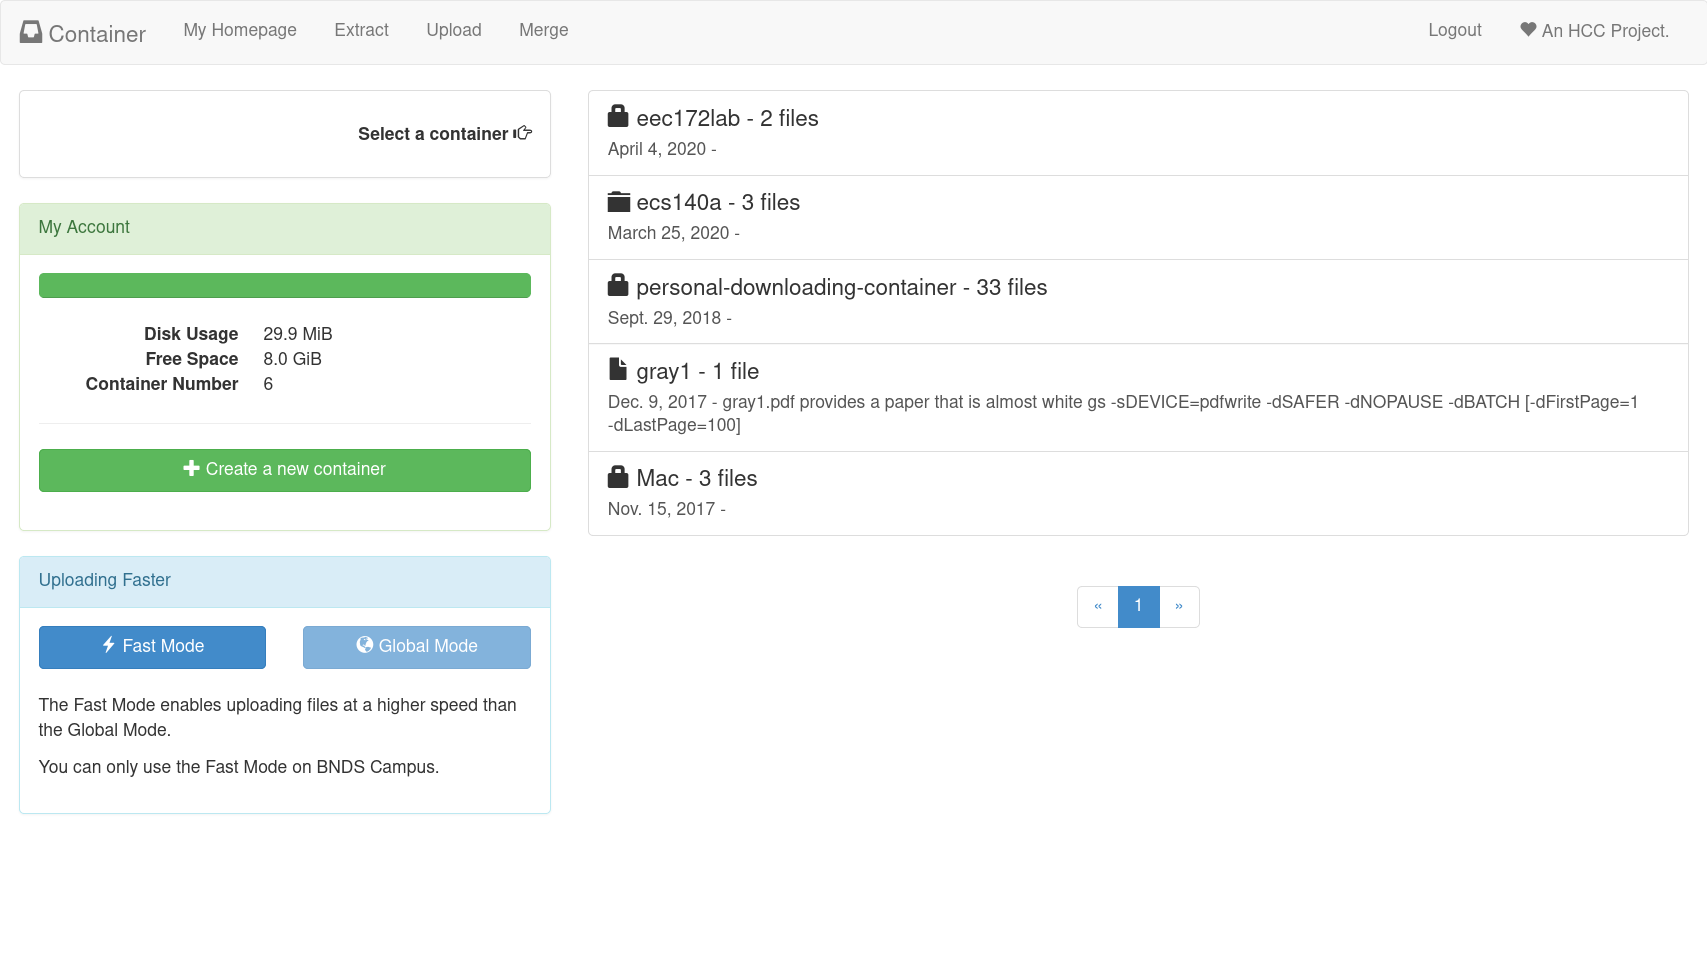 Container
My Homepage
Extract
Upload
Merge
Logout
An HCC Project.
Select a container
My Account
Disk Usage 29.9 MiB
Free Space 8.0 GiB
Container Number 6
Create a new container
Uploading Faster
Fast Mode
Global Mode
The Fast Mode enables uploading files at a higher speed than
the Global Mode.
You can only use the Fast Mode on BNDS Campus.
eec172lab - 2 files
April 4, 2020 -
ecs140a - 3 files
March 25, 2020 -
personal-downloading-container - 33 files
Sept. 29, 2018 -
gray1 - 1 file
Dec. 9, 2017 - gray1.pdf provides a paper that is almost white gs -sDEVICE=pdfwrite -dSAFER -dNOPAUSE -dBATCH [-dFirstPage=1
-dLastPage=100]
Mac - 3 files
Nov. 15, 2017 -
« 1 »